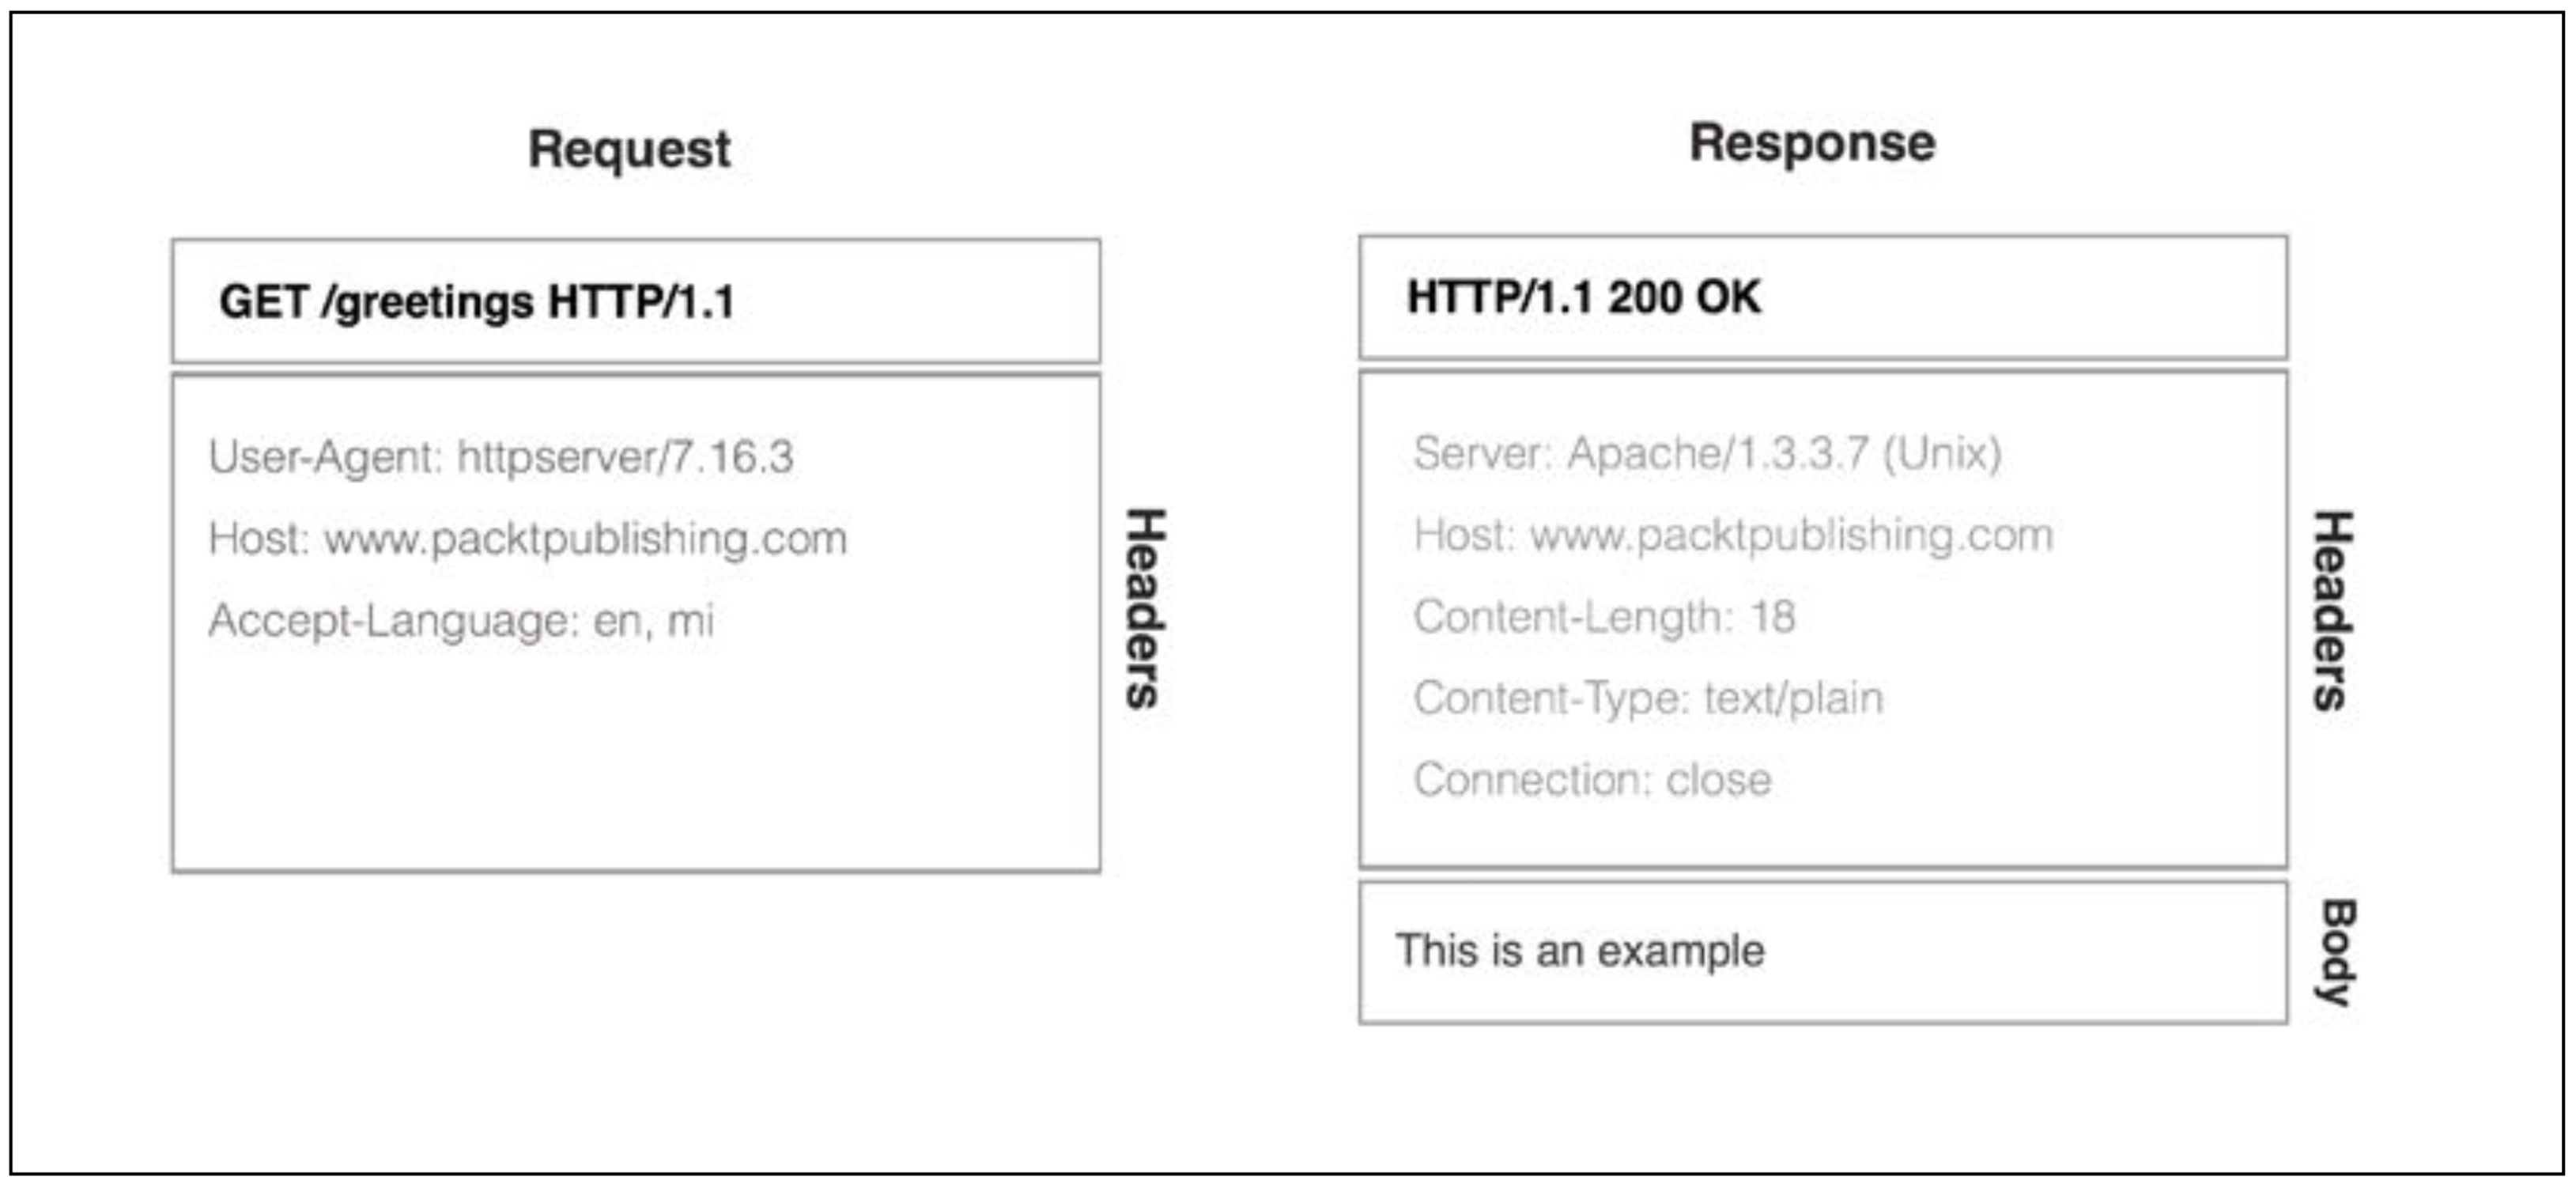 Request
GET /greetings HTTP/1.1
User-Agent: httpserver/7.16.3
Host: www.packtpublishing.com
Accept-Language: en, mi
Headers
Response
HTTP/1.1 200 OK
Server: Apache/1.3.3.7 (Unix)
Host: www.packtpublishing.com
Content-Length: 18
Content-Type: text/plain
Connection: close
Headers
This is an example
Body